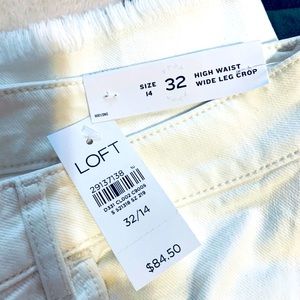 SIZE
14
32
HIGH WAIST
WIDE LEG CROP
LOFT
29137138
32/14
$84.50